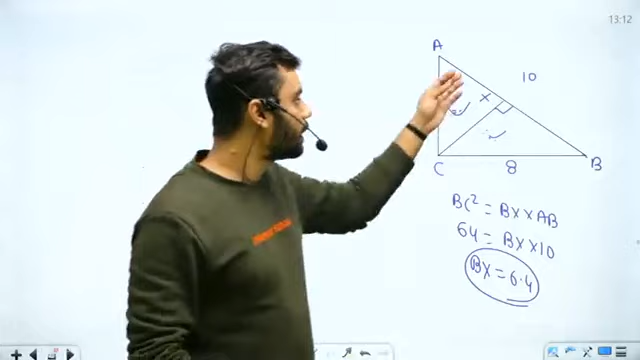 13:12
A
10
x
C
8
B
BC² = BX × AB
64 = BX × 10
BX = 6.4